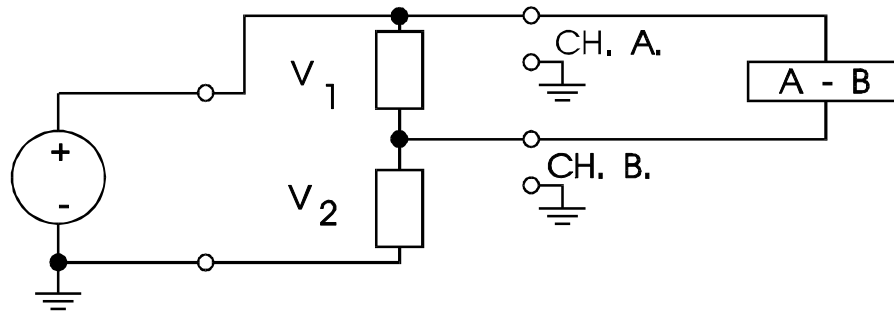 CH. A.
V1
A - B
+
CH. B.
-
V2